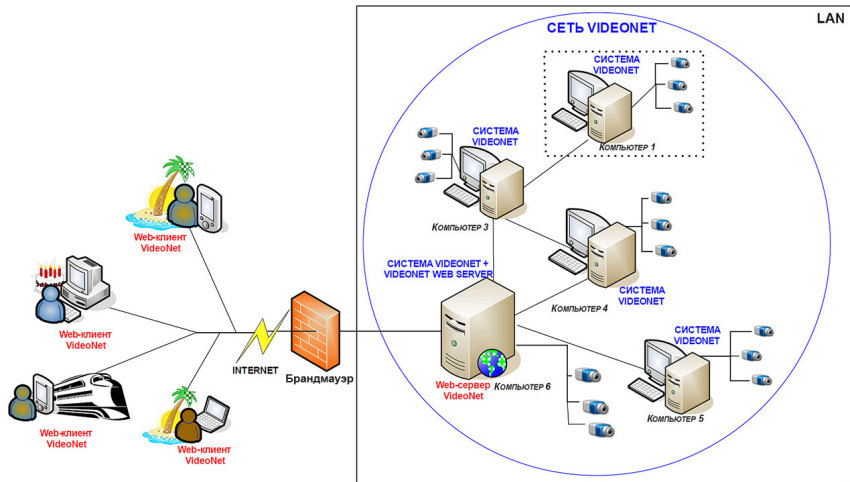 LAN
СЕТЬ VIDEONET
СИСТЕМА
VIDEONET
КОМПЬЮТЕР 1
СИСТЕМА
VIDEONET
КОМПЬЮТЕР 3
СИСТЕМА VIDEONET +
VIDEONET WEB SERVER
КОМПЬЮТЕР 4
СИСТЕМА
VIDEONET
СИСТЕМА
VIDEONET
КОМПЬЮТЕР 5
Web-сервер
VideoNet
КОМПЬЮТЕР 6
Web-клиент
VideoNet
Web-клиент
VideoNet
INTERNET
Брандмауэр
Web-клиент
VideoNet
Web-клиент
VideoNet